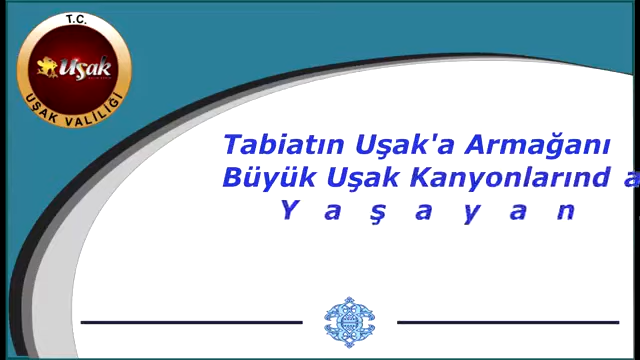 T.C.
Uşak
UŞAK VALİLİĞİ
Tabiatın Uşak'a Armağanı
Büyük Uşak Kanyonlarınd a
Y a ş a y a n